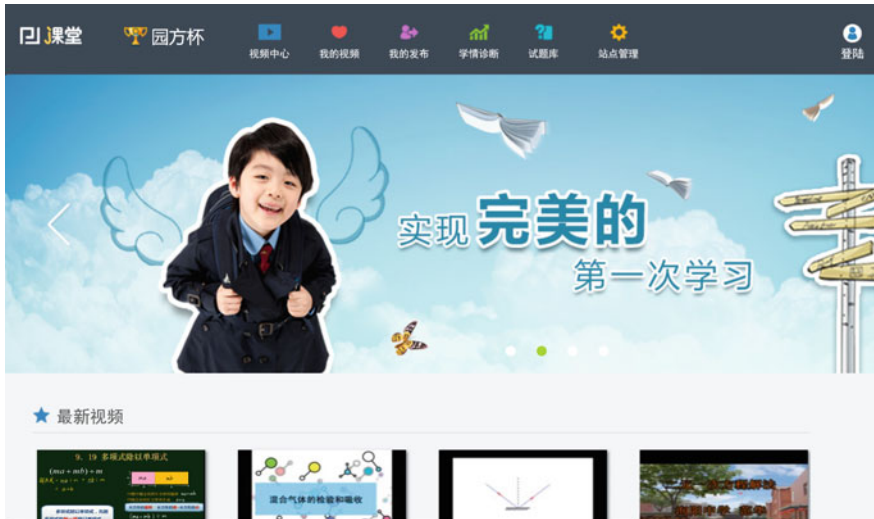 课堂
园方杯
视频中心
我的视频
我的发布
学情诊断
试题库
站点管理
登陆
实现完美的
第一次学习
最新视频
9. 19 多项式除以单项式
(ma + mb) ÷ m
混合气体的检验和吸收